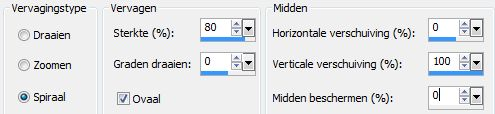 Vervagingstype
Draaien
Zoomen
Spiraal
Vervagen
Sterkte (%): 80
Graden draaien: 0
Ovaal
Midden
Horizontale verschuiving (%): 0
Verticale verschuiving (%): 100
Midden beschermen (%): 0